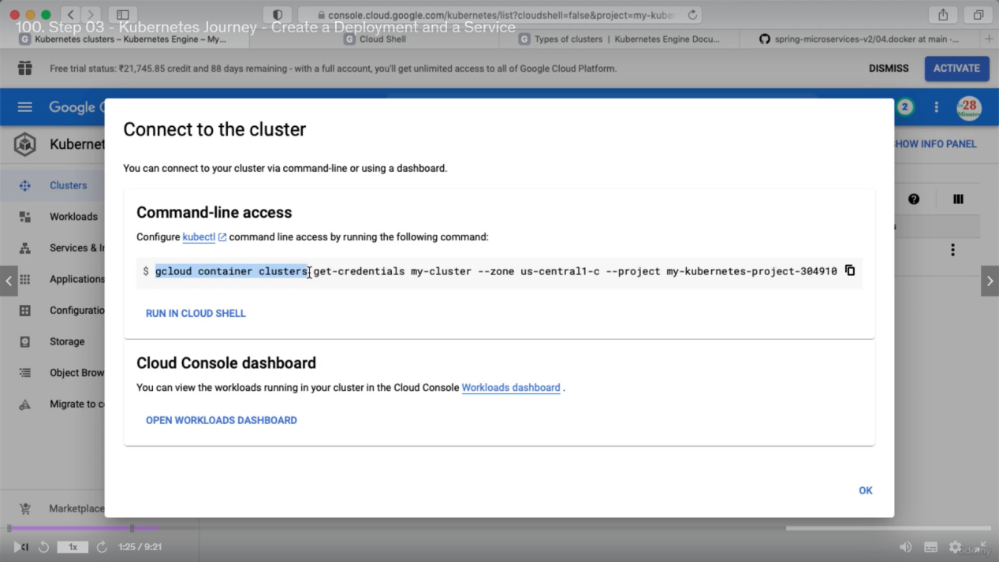 console.cloud.google.com/kubernetes/list?cloudshell=false&project=my-kuber
100. Step 03 - Kubernetes Journey - Create a Deployment and a Service
Kubernetes clusters – Kubernetes Engine – My...
Cloud Shell
Types of clusters | Kubernetes Engine Docu...
spring-microservices-v2/04.docker at main ·...
Free trial status: ₹21,745.85 credit and 88 days remaining - with a full account, you'll get unlimited access to all of Google Cloud Platform.
DISMISS
ACTIVATE
Google
2
28
Minutes
Kubernet
HOW INFO PANEL
Clusters
Workloads
Services & I
Applications
Configuratio
Storage
Object Brow
Migrate to c
Marketplace
Connect to the cluster
You can connect to your cluster via command-line or using a dashboard.
Command-line access
Configure kubectl command line access by running the following command:
$ gcloud container clusters get-credentials my-cluster --zone us-central1-c --project my-kubernetes-project-304910
RUN IN CLOUD SHELL
Cloud Console dashboard
You can view the workloads running in your cluster in the Cloud Console Workloads dashboard .
OPEN WORKLOADS DASHBOARD
OK
1x
1:25 / 9:21